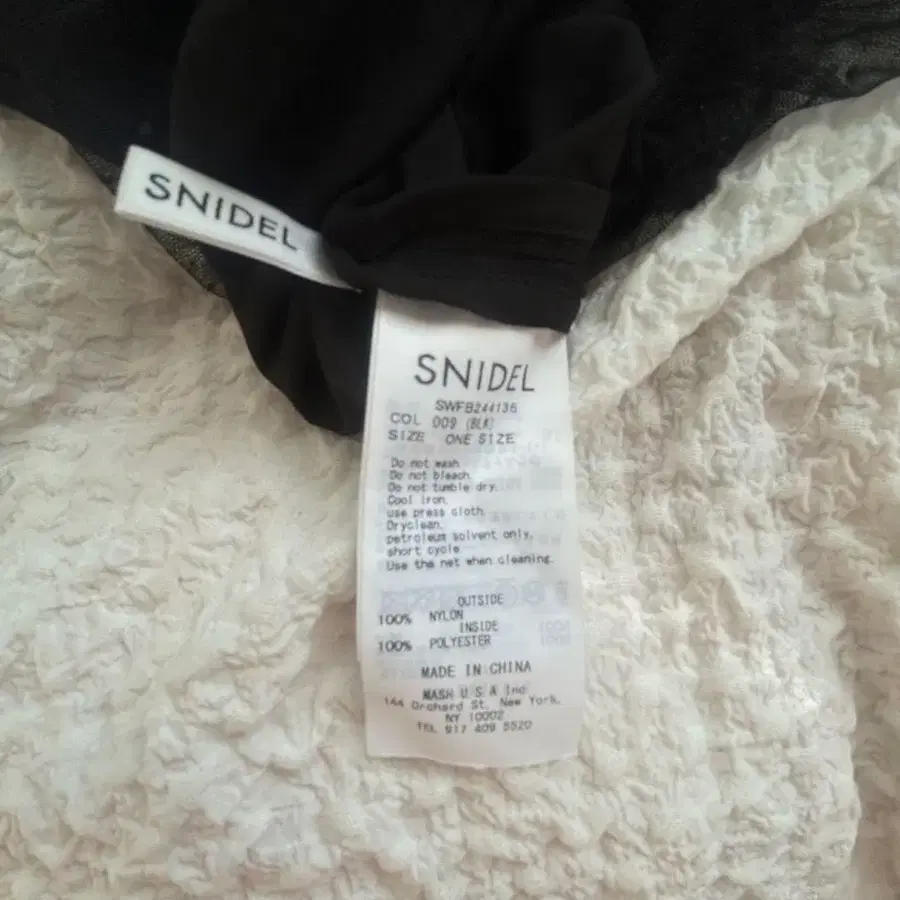 SNIDEL
SNIDEL
SWFB244136
COL 009 (BLK)
SIZE ONE SIZE
Do not wash
Do not bleach.
Do not tumble dry.
Cool iron.
use press cloth.
Dryclean.
petroleum solvent only.
short cycle
Use the net when cleaning.
OUTSIDE
100% NYLON
INSIDE
100% POLYESTER
MADE IN CHINA
MASH U S A Inc
144 Orchard St. New York.
NY 10002
TEL 917 409 5520